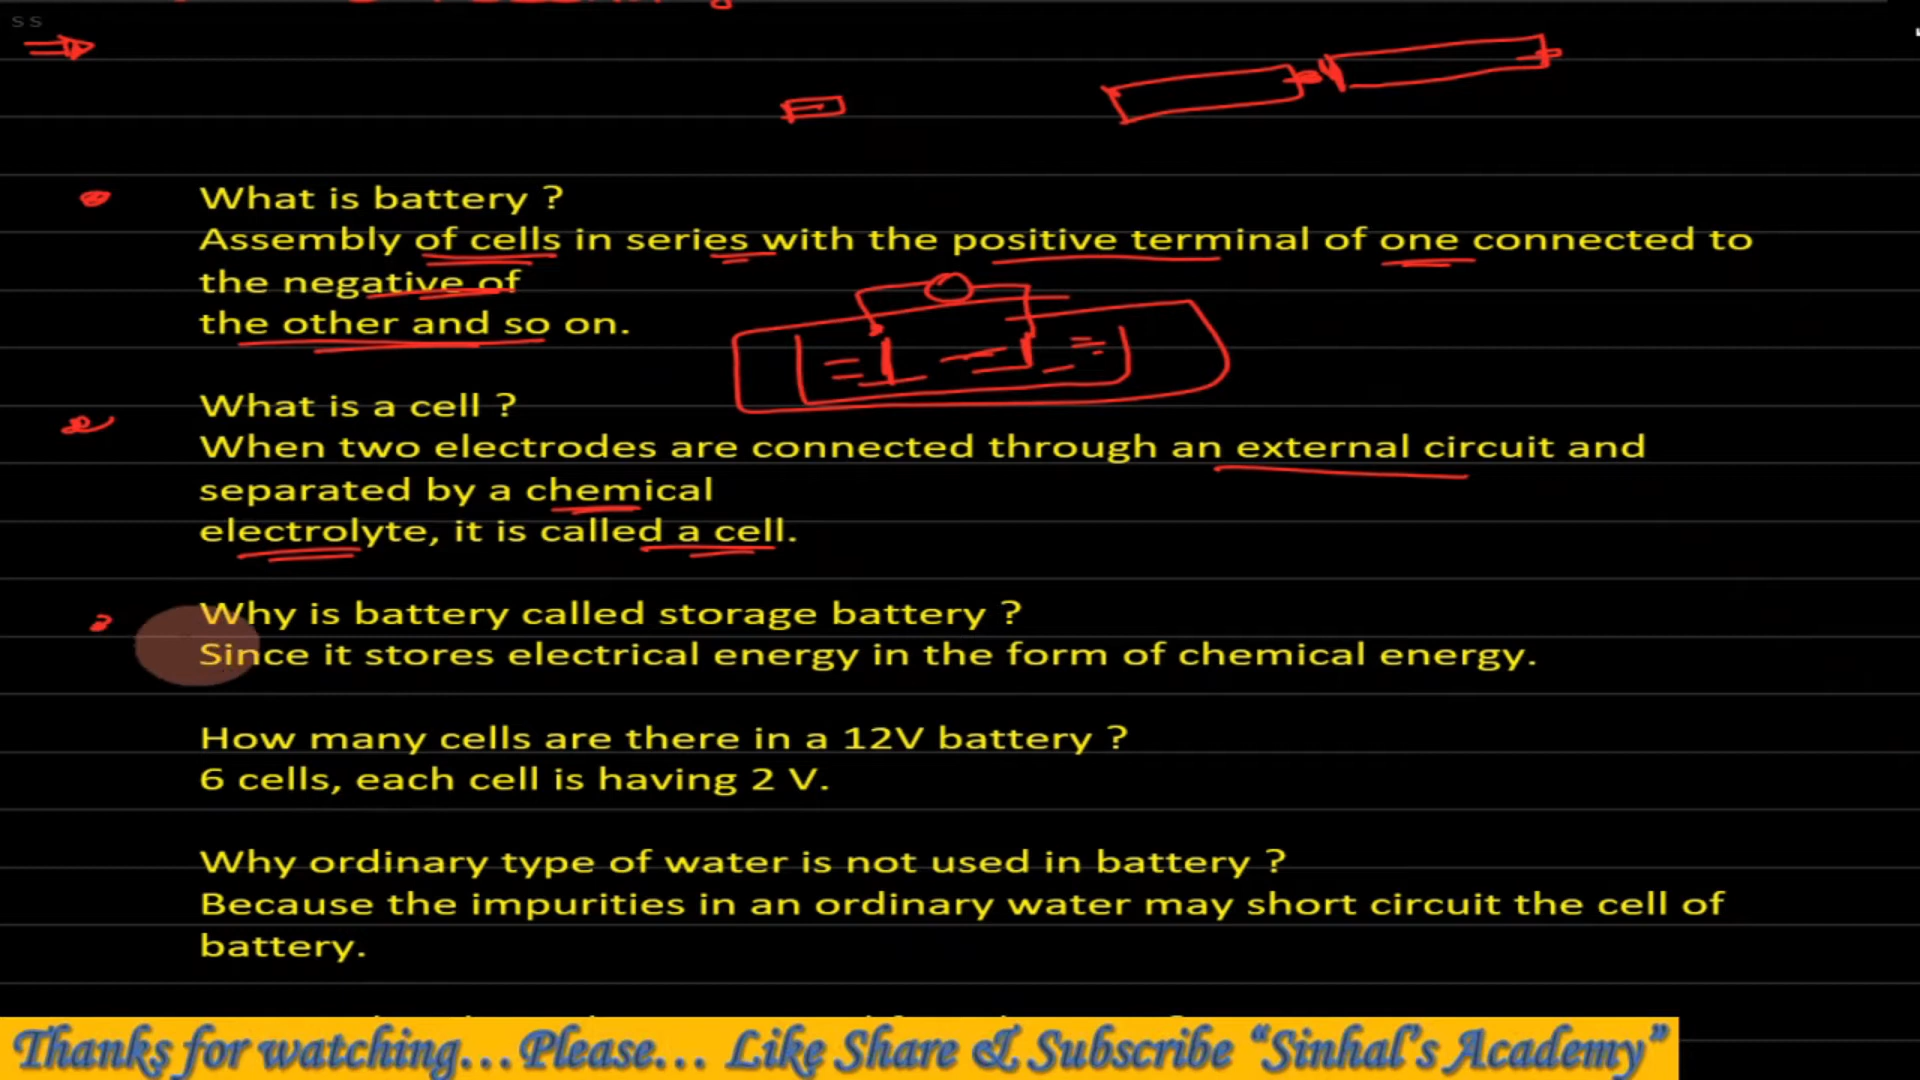 s s
What is battery ?
Assembly of cells in series with the positive terminal of one connected to
the negative of
the other and so on.
What is a cell ?
When two electrodes are connected through an external circuit and
separated by a chemical
electrolyte, it is called a cell.
Why is battery called storage battery ?
Since it stores electrical energy in the form of chemical energy.
How many cells are there in a 12V battery ?
6 cells, each cell is having 2 V.
Why ordinary type of water is not used in battery ?
Because the impurities in an ordinary water may short circuit the cell of
battery.
Thanks for watching...Please... Like Share & Subscribe “Sinhal's Academy”